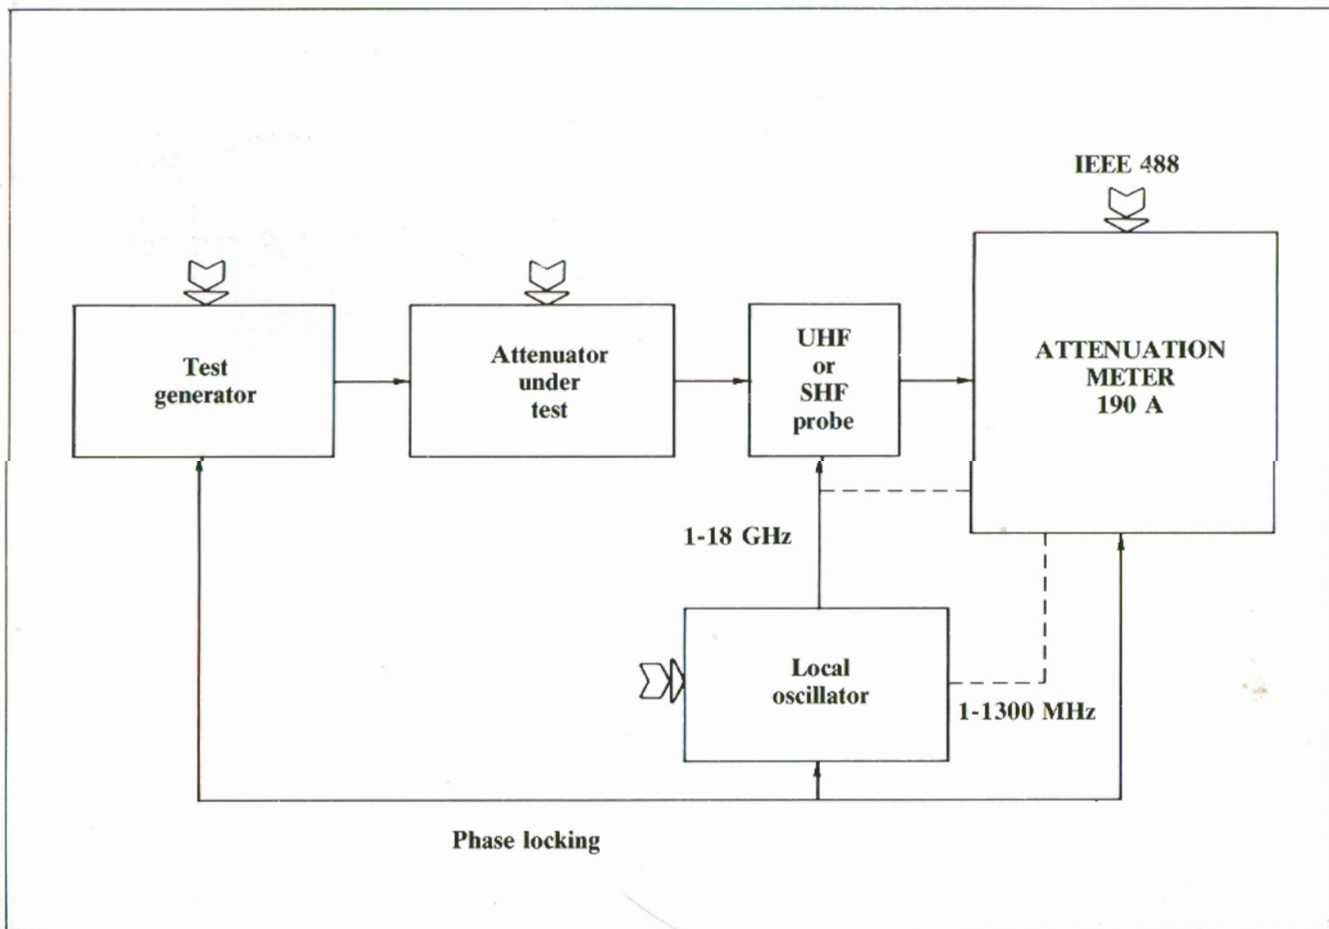 IEEE 488
Test
generator
Attenuator
under
test
UHF
or
SHF
probe
ATTENUATION
METER
190 A
1-18 GHz
Local
oscillator
1-1300 MHz
Phase locking